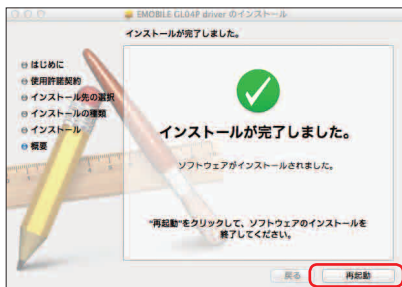 EMOBILE GL04P driver のインストール
インストールが完了しました。
はじめに
使用許諾契約
インストール先の選択
インストールの種類
インストール
概要
インストールが完了しました。
ソフトウェアがインストールされました。
"再起動"をクリックして、ソフトウェアのインストールを
終了してください。
戻る
再起動